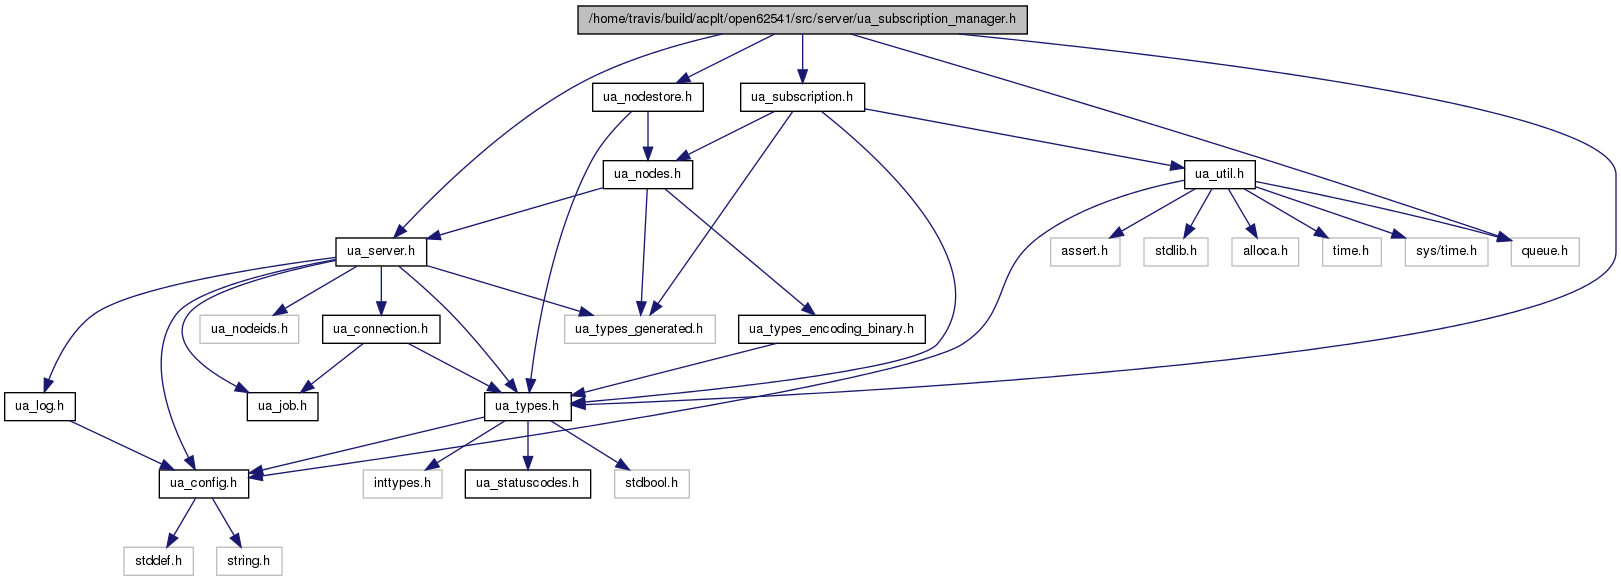 /home/travis/build/acplt/open62541/src/server/ua_subscription_manager.h
ua_nodestore.h
ua_subscription.h
ua_nodes.h
ua_util.h
ua_server.h
assert.h
stdlib.h
alloca.h
time.h
sys/time.h
queue.h
ua_nodeids.h
ua_connection.h
ua_types_generated.h
ua_types_encoding_binary.h
ua_log.h
ua_job.h
ua_types.h
ua_config.h
inttypes.h
ua_statuscodes.h
stdbool.h
stddef.h
string.h